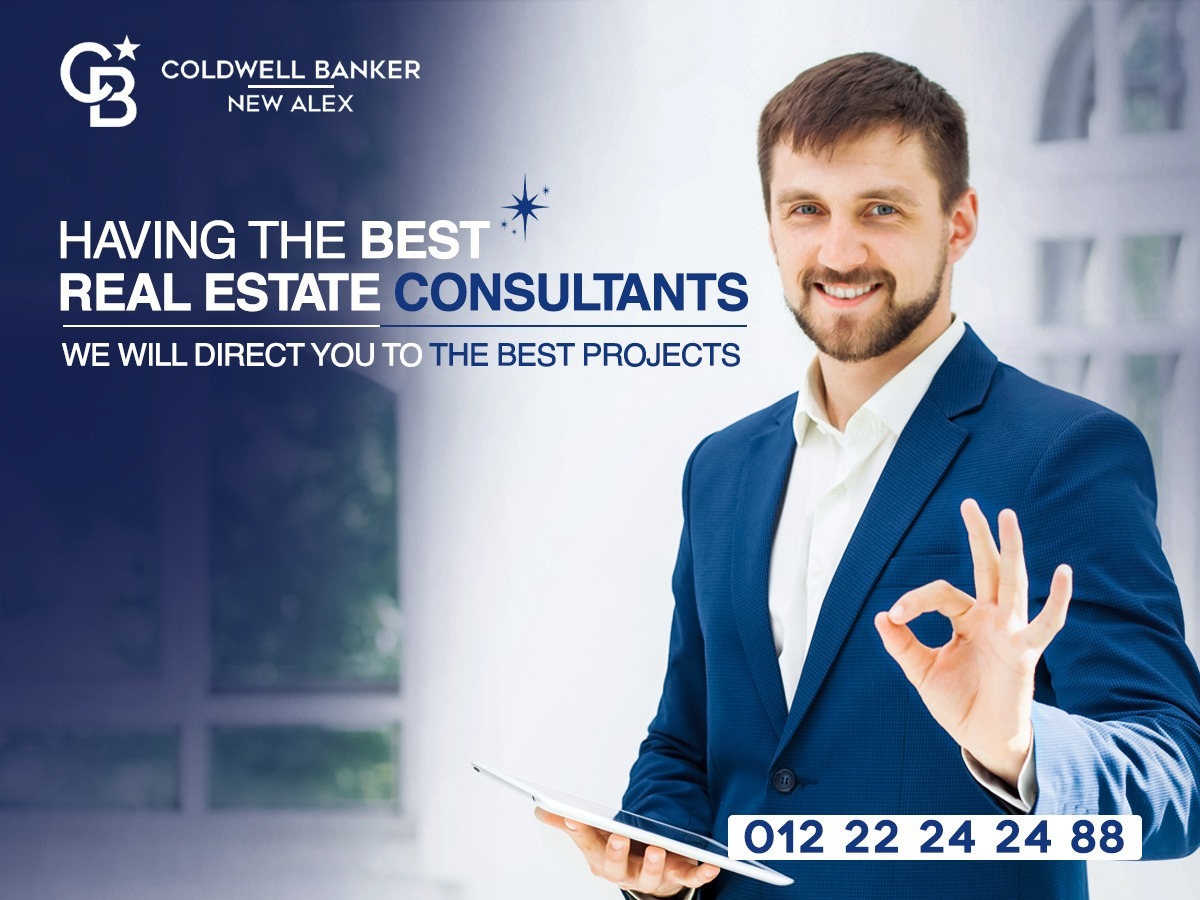 CB
COLDWELL BANKER
NEW ALEX
HAVING THE BEST
REAL ESTATE CONSULTANTS
WE WILL DIRECT YOU TO THE BEST PROJECTS
012 22 24 24 88